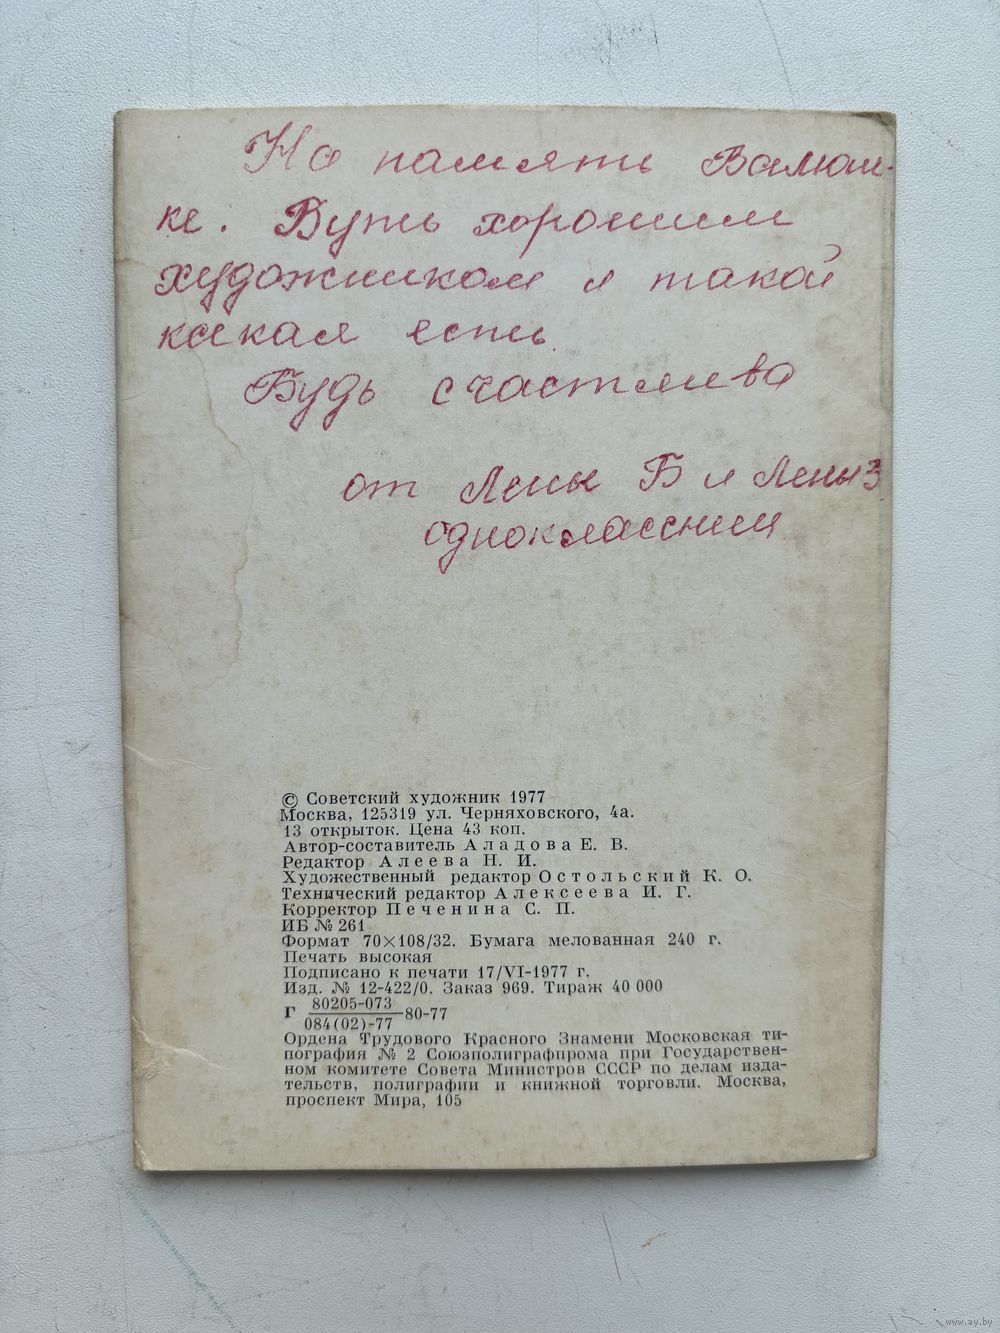 На память Валюш-
ке. Будь хорошим
художником и такой
какая есть.
Будь счастлива
от Лены Б и Лены З
одноклассниц
© Советский художник 1977
Москва, 125319 ул. Черняховского, 4а.
13 открыток. Цена 43 коп.
Автор-составитель Аладова Е. В.
Редактор Алеева Н. И.
Художественный редактор Остольский К. О.
Технический редактор Алексеева И. Г.
Корректор Печенина С. П.
ИБ № 261
Формат 70×108/32. Бумага мелованная 240 г.
Печать высокая
Подписано к печати 17/VI-1977 г.
Изд. № 12-422/0. Заказ 969. Тираж 40 000
Г 80205-073/084(02)-77-80-77
Ордена Трудового Красного Знамени Московская ти-
пография № 2 Союзполиграфпрома при Государствен-
ном комитете Совета Министров СССР по делам изда-
тельств, полиграфии и книжной торговли. Москва,
проспект Мира, 105
www.ay.by